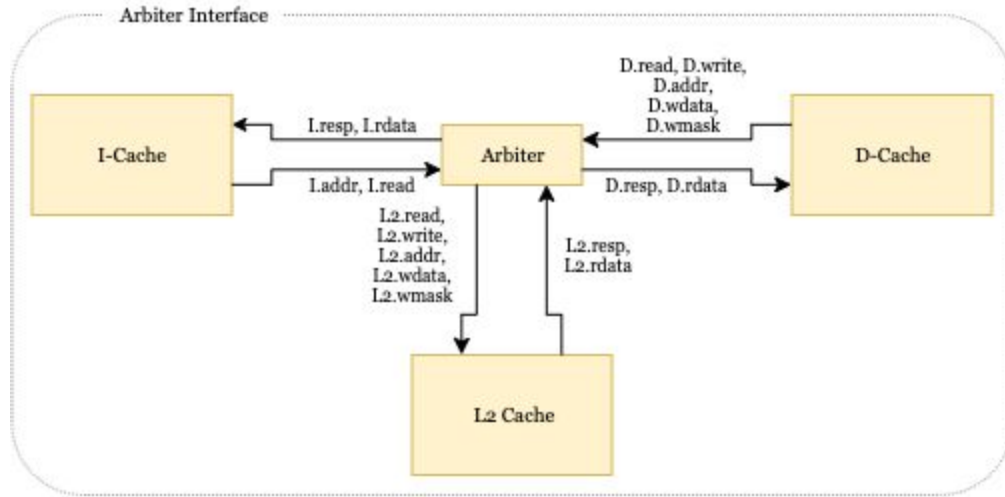 Arbiter Interface
D.read, D.write,
D.addr,
D.wdata,
D.wmask
I.resp, I.rdata
I-Cache
Arbiter
D-Cache
I.addr, I.read
D.resp, D.rdata
L2.read,
L2.write,
L2.addr,
L2.wdata,
L2.wmask
L2.resp,
L2.rdata
L2 Cache